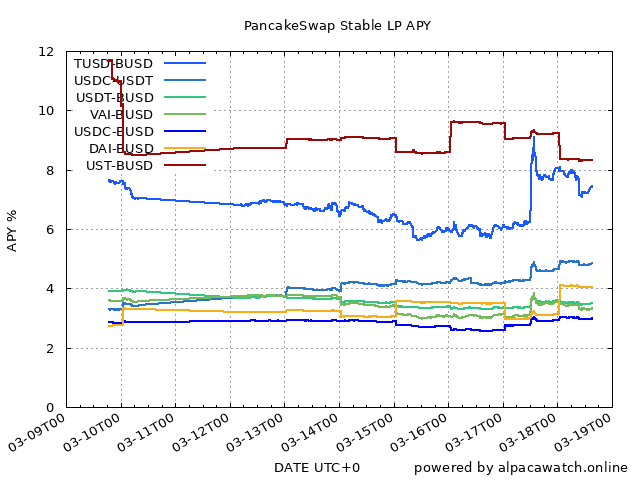 PancakeSwap Stable LP APY
12
10
8
6
4
2
0
APY %
TUSD-BUSD
USDC-USDT
USDT-BUSD
VAI-BUSD
USDC-BUSD
DAI-BUSD
UST-BUSD
03-09T00
03-10T00
03-11T00
03-12T00
03-13T00
03-14T00
03-15T00
03-16T00
03-17T00
03-18T00
03-19T00
DATE UTC+0
powered by alpacawatch.online